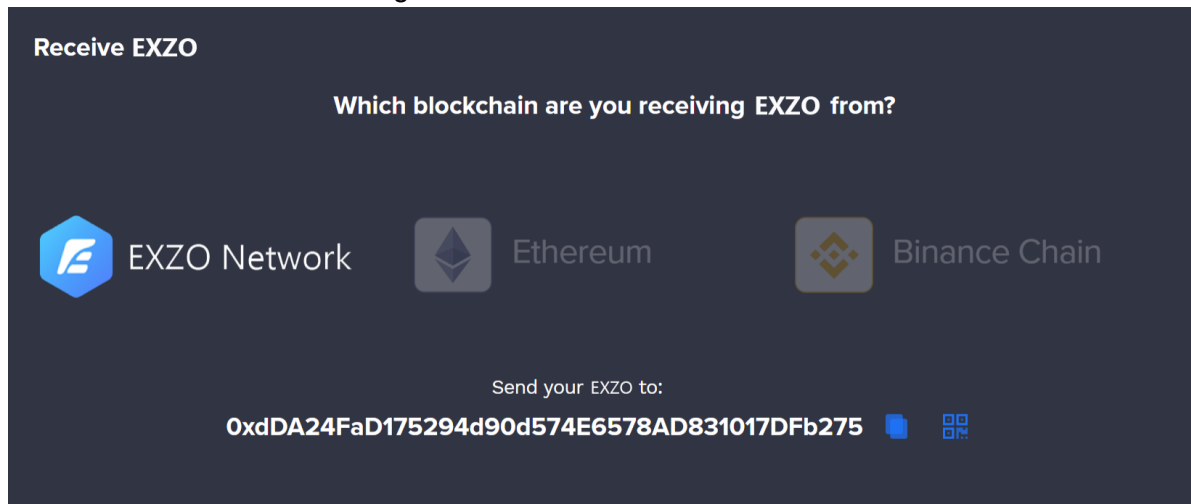 Receive EXZO
Which blockchain are you receiving EXZO from?
EXZO Network
Ethereum
Binance Chain
Send your EXZO to:
0xdDA24FaD175294d90d574E6578AD831017DFb275